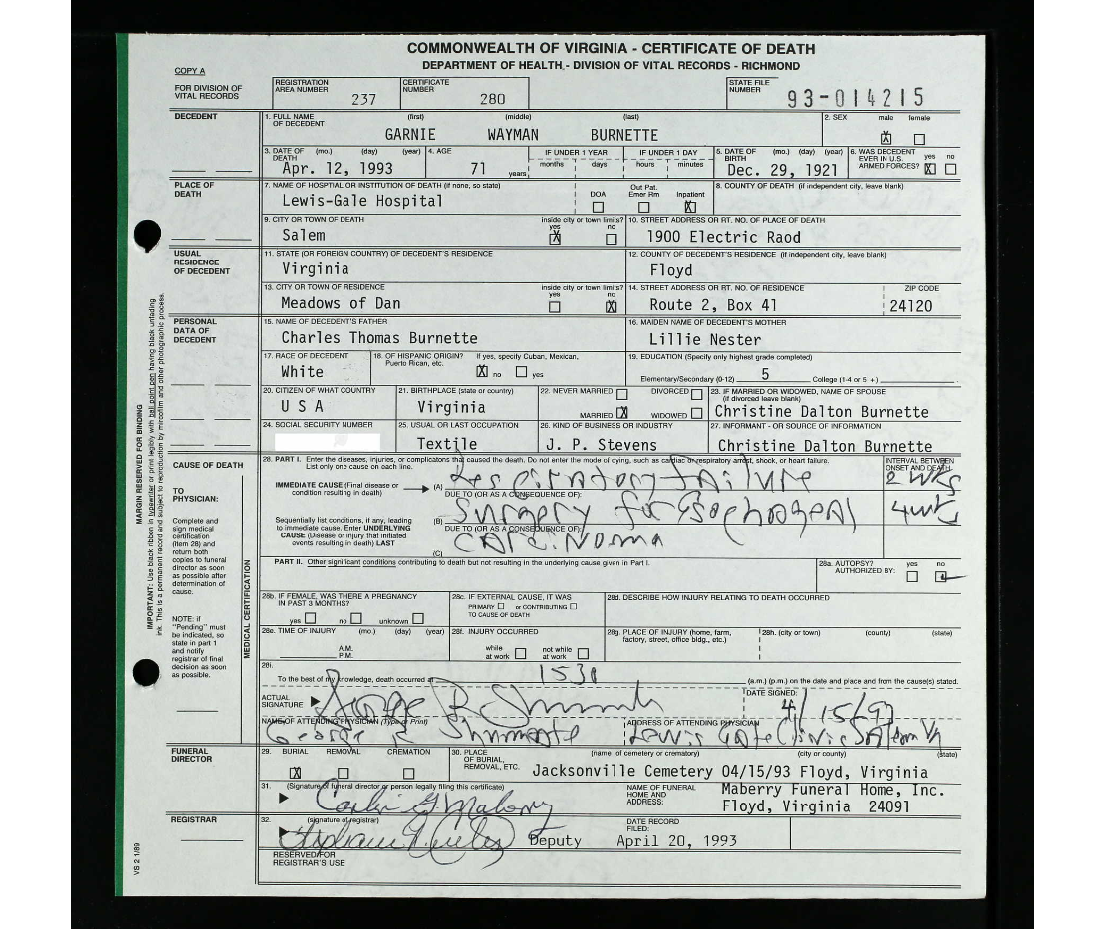 COMMONWEALTH OF VIRGINIA - CERTIFICATE OF DEATH
DEPARTMENT OF HEALTH - DIVISION OF VITAL RECORDS - RICHMOND
COPY A
FOR DIVISION OF VITAL RECORDS
REGISTRATION AREA NUMBER 237
CERTIFICATE NUMBER 280
STATE FILE NUMBER 93-014215
DECEDENT
1. FULL NAME OF DECEDENT (first) (middle) (last)
GARNIE WAYMAN BURNETTE
2. SEX male X female
3. DATE OF DEATH (mo.) (day) (year) Apr. 12, 1993
4. AGE 71 years
IF UNDER 1 YEAR months days
IF UNDER 1 DAY hours minutes
5. DATE OF BIRTH (mo.) (day) (year) Dec. 29, 1921
6. WAS DECEDENT EVER IN U.S. ARMED FORCES? yes X no
PLACE OF DEATH
7. NAME OF HOSPTIAL OR INSTITUTION OF DEATH (if none, so state)
Lewis-Gale Hospital
DOA Out Pat. Emer Rm Inpatient X
8. COUNTY OF DEATH (if independent city, leave blank)
9. CITY OR TOWN OF DEATH Salem
inside city or town limits? yes X no
10. STREET ADDRESS OR RT. NO. OF PLACE OF DEATH
1900 Electric Raod
USUAL RESIDENCE OF DECEDENT
11. STATE (OR FOREIGN COUNTRY) OF DECEDENT'S RESIDENCE
Virginia
12. COUNTY OF DECEDENT'S RESIDENCE (if independent city, leave blank)
Floyd
13. CITY OR TOWN OF RESIDENCE Meadows of Dan
inside city or town limits? yes no X
14. STREET ADDRESS OR RT. NO. OF RESIDENCE
Route 2, Box 41
ZIP CODE 24120
PERSONAL DATA OF DECEDENT
15. NAME OF DECEDENT'S FATHER
Charles Thomas Burnette
16. MAIDEN NAME OF DECEDENT'S MOTHER
Lillie Nester
17. RACE OF DECEDENT White
18. OF HISPANIC ORIGIN? If yes, specify Cuban, Mexican, Puerto Rican, etc. X no yes
19. EDUCATION (Specify only highest grade completed)
Elementary/Secondary (0-12) 5 College (1-4 or 5 +)
20. CITIZEN OF WHAT COUNTRY U S A
21. BIRTHPLACE (state or country) Virginia
22. NEVER MARRIED DIVORCED
MARRIED X WIDOWED
23. IF MARRIED OR WIDOWED, NAME OF SPOUSE (if divorced leave blank)
Christine Dalton Burnette
24. SOCIAL SECURITY NUMBER
25. USUAL OR LAST OCCUPATION Textile
26. KIND OF BUSINESS OR INDUSTRY J. P. Stevens
27. INFORMANT - OR SOURCE OF INFORMATION
Christine Dalton Burnette
CAUSE OF DEATH
TO PHYSICIAN:
Complete and sign medical certification (item 28) and return both copies to funeral director as soon as possible after determination of cause.
NOTE: if "Pending" must be indicated, so state in part 1 and notify registrar of final decision as soon as possible.
MARGIN RESERVED FOR BINDING
IMPORTANT: Use black ribbon in typewriter or print legibly with ball point pen having black unfading
ink. This is a permanent record and subject to reproduction by microfilm and other photographic process.
MEDICAL CERTIFICATION
28. PART I. Enter the diseases, injuries, or complicatons that caused the death. Do not enter the mode of cying, such as cardiac or respiratory arrest, shock, or heart failure.
List only one cause on each line.
INTERVAL BETWEEN ONSET AND DEATH
IMMEDIATE CAUSE (Final disease or condition resulting in death) (A) Respiratory failure 2 wks
DUE TO (OR AS A CONSEQUENCE OF):
Sequentially list conditions, if any, leading to immediate cause. Enter UNDERLYING CAUSE (Disease or injury that initiated events resulting in death) LAST
(B) Surgery for Esophageal 4 wks
DUE TO (OR AS A CONSEQUENCE OF):
(C) Carcinoma
PART II. Other significant conditions contributing to death but not resulting in the underlying cause given in Part I.
28a. AUTOPSY? AUTHORIZED BY: yes no
28b. IF FEMALE, WAS THERE A PREGNANCY IN PAST 3 MONTHS?
yes no unknown
28c. IF EXTERNAL CAUSE, IT WAS PRIMARY or CONTRIBUTING TO CAUSE OF DEATH
28d. DESCRIBE HOW INJURY RELATING TO DEATH OCCURRED
28e. TIME OF INJURY (mo.) (day) (year)
A.M. P.M.
28f. INJURY OCCURRED
while at work not while at work
28g. PLACE OF INJURY (home, farm, factory, street, office bldg., etc.)
28h. (city or town) (county) (state)
28i.
To the best of my knowledge, death occurred at 1530 (a.m.) (p.m.) on the date and place and from the cause(s) stated.
ACTUAL SIGNATURE
DATE SIGNED: 4/15/93
NAME OF ATTENDING PHYSICIAN (Type or Print)
George R
ADDRESS OF ATTENDING PHYSICIAN
Lewis Gale Clinic Salem Va
FUNERAL DIRECTOR
29. BURIAL X REMOVAL CREMATION
30. PLACE OF BURIAL, REMOVAL, ETC. (name of cemetery or crematory) (city or county) (state)
Jacksonville Cemetery 04/15/93 Floyd, Virginia
31. (Signature of funeral director or person legally filing this certificate)
NAME OF FUNERAL HOME AND ADDRESS:
Maberry Funeral Home, Inc.
Floyd, Virginia 24091
REGISTRAR
32. (signature of registrar)
Deputy
DATE RECORD FILED:
April 20, 1993
RESERVED FOR REGISTRAR'S USE
VS 2 1/89